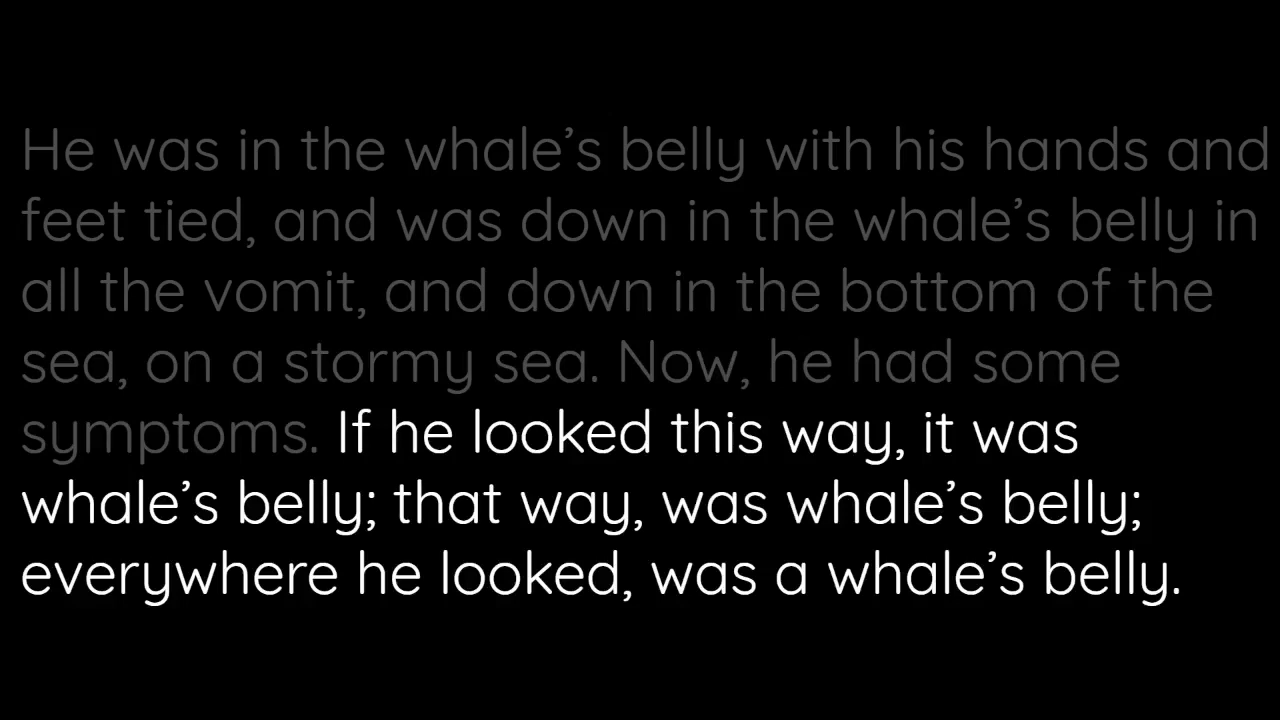 He was in the whale’s belly with his hands and
feet tied, and was down in the whale’s belly in
all the vomit, and down in the bottom of the
sea, on a stormy sea. Now, he had some
symptoms. If he looked this way, it was
whale’s belly; that way, was whale’s belly;
everywhere he looked, was a whale’s belly.